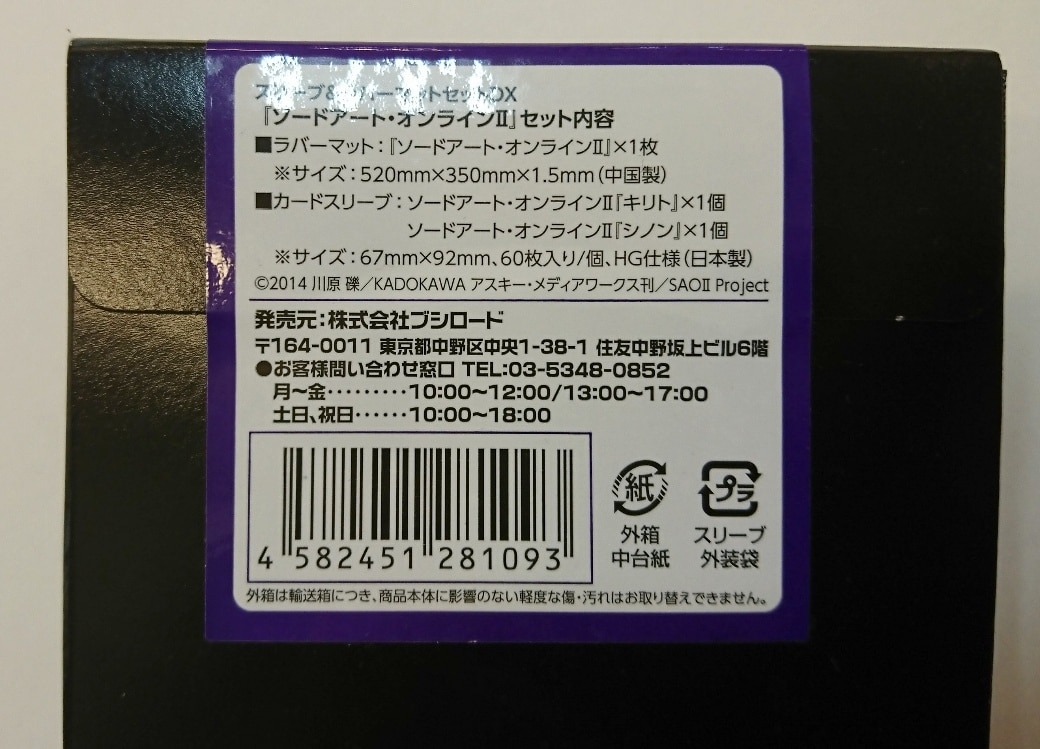 スリーブ&ラバーマットセットDX
『ソードアート・オンラインⅡ』セット内容
■ラバーマット:『ソードアート・オンラインⅡ』×1枚
※サイズ:520mm×350mm×1.5mm(中国製)
■カードスリーブ:ソードアート・オンラインⅡ『キリト』×1個
ソードアート・オンラインⅡ『シノン』×1個
※サイズ:67mm×92mm、60枚入り/個、HG仕様(日本製)
©2014 川原 礫/KADOKAWA アスキー・メディアワークス刊/SAOⅡ Project
発売元:株式会社ブシロード
〒164-0011 東京都中野区中央1-38-1 住友中野坂上ビル6階
●お客様問い合わせ窓口 TEL:03-5348-0852
月~金………10:00~12:00/13:00~17:00
土日、祝日……10:00~18:00
紙 プラ
外箱 スリーブ
中台紙 外装袋
4 582451 281093
外箱は輸送箱につき、商品本体に影響のない軽度な傷・汚れはお取り替えできません。